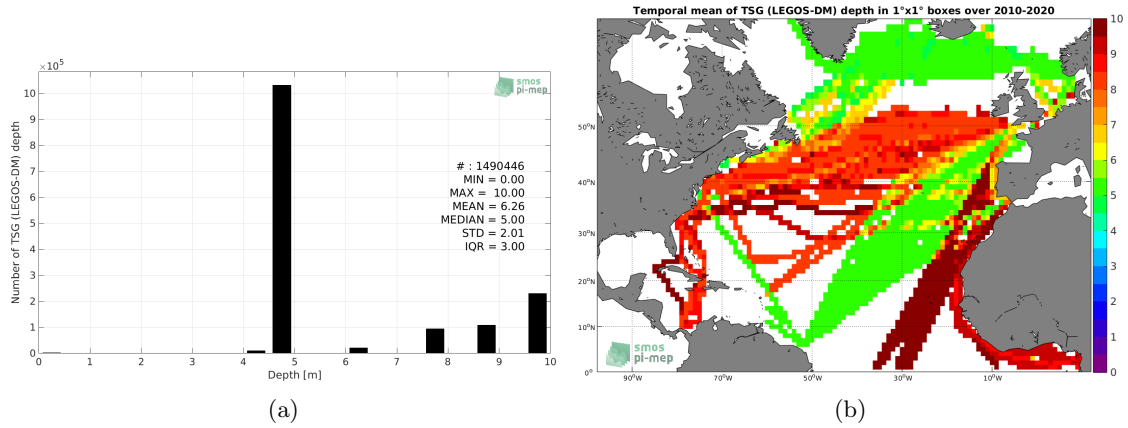 Temporal mean of TSG (LEGOS-DM) depth in 1°x1° boxes over 2010-2020
×10⁵
10
9
8
7
6
5
4
3
2
1
0
Number of TSG (LEGOS-DM) depth
smos
pi-mep
# : 1490446
MIN = 0.00
MAX = 10.00
MEAN = 6.26
MEDIAN = 5.00
STD = 2.01
IQR = 3.00
0 1 2 3 4 5 6 7 8 9 10
Depth [m]
(a)
50°N
40°N
30°N
20°N
10°N
0°
90°W 70°W 50°W 30°W 10°W
smos
pi-mep
10
9
8
7
6
5
4
3
2
1
0
(b)